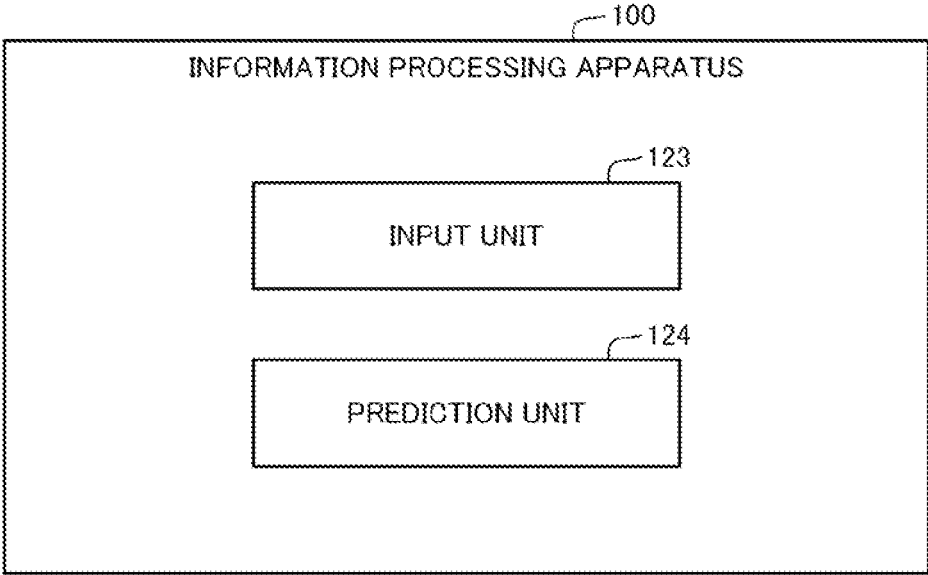 100
INFORMATION PROCESSING APPARATUS
123
INPUT UNIT
124
PREDICTION UNIT